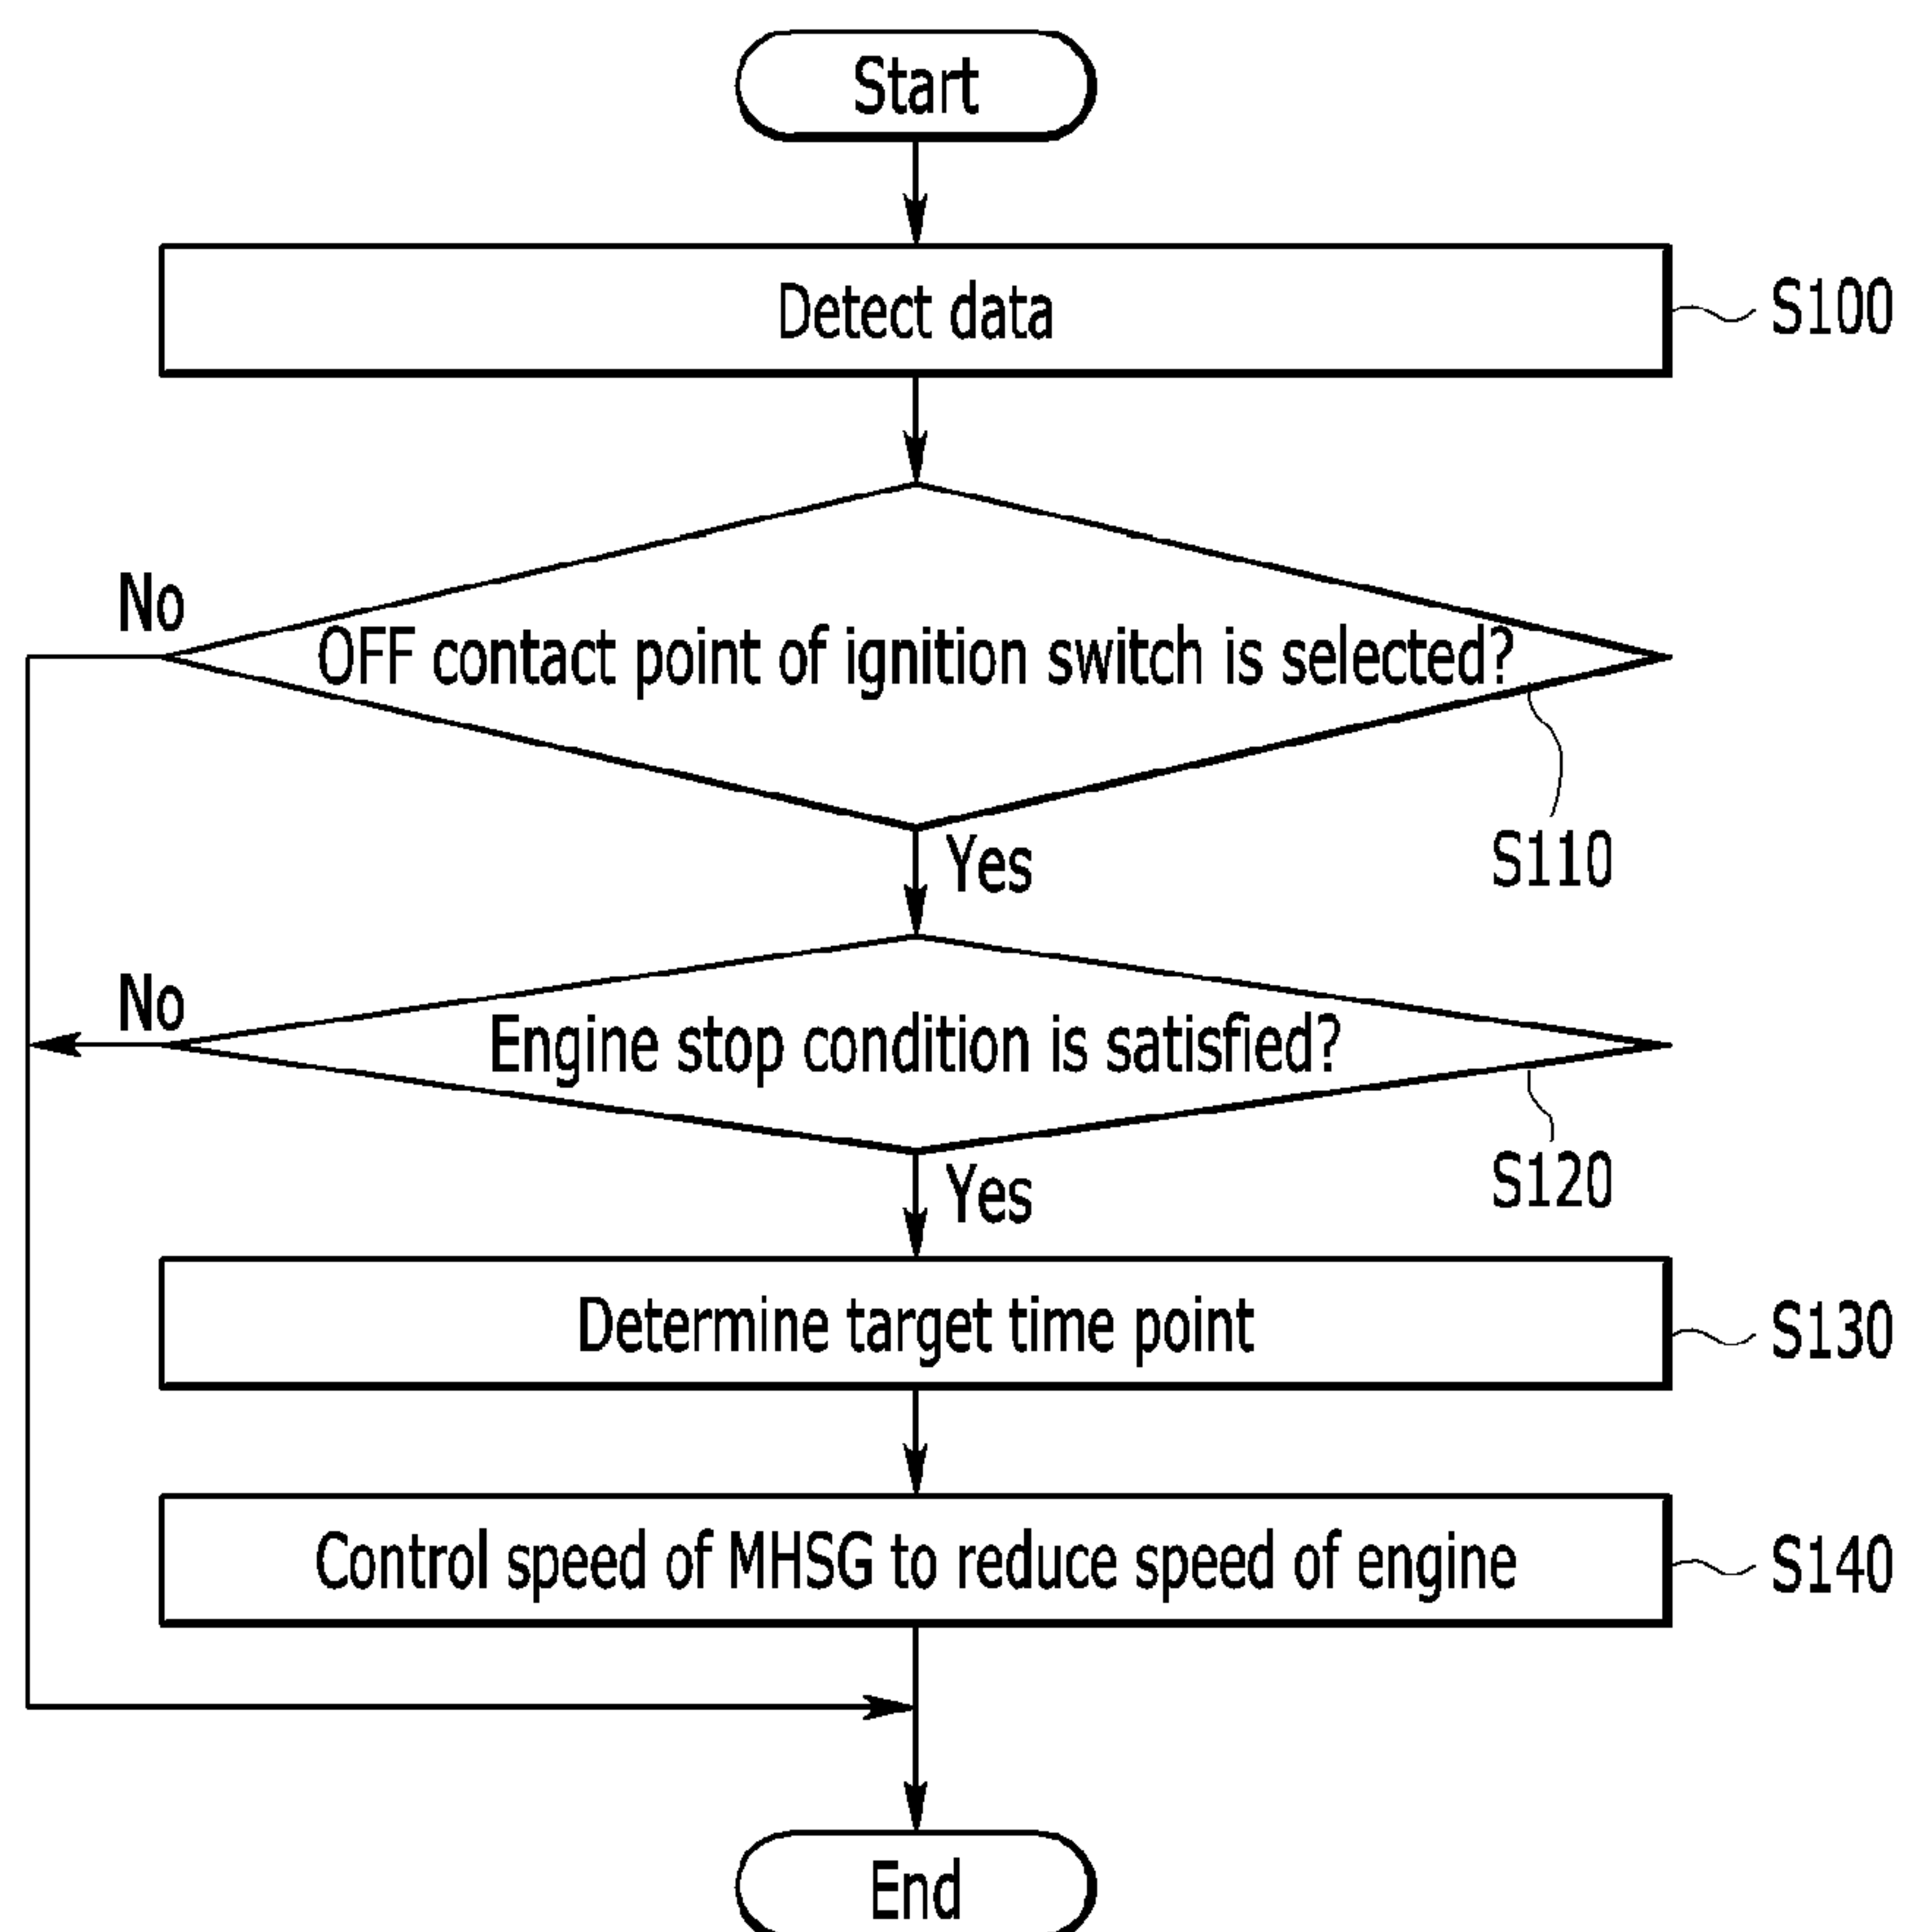 Start
Detect data
S100
No
OFF contact point of ignition switch is selected?
S110
Yes
No
Engine stop condition is satisfied?
S120
Yes
Determine target time point
S130
Control speed of MHSG to reduce speed of engine
S140
End